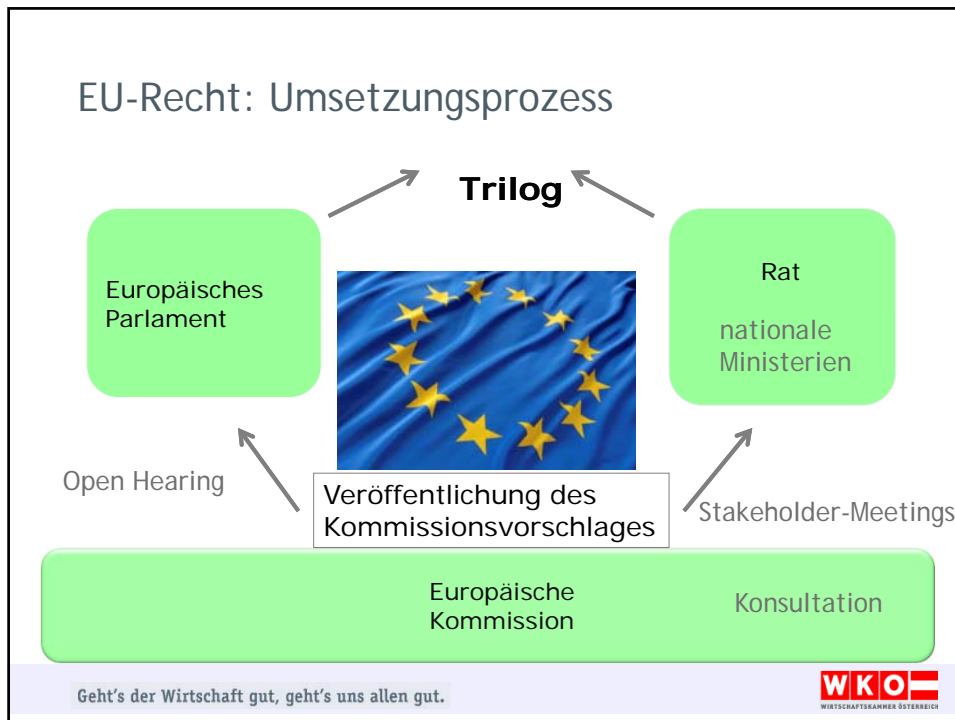 EU-Recht: Umsetzungsprozess
Trilog
Europäisches
Parlament
Rat
nationale
Ministerien
Open Hearing
Veröffentlichung des
Kommissionsvorschlages
Stakeholder-Meetings
Europäische
Kommission
Konsultation
Geht's der Wirtschaft gut, geht's uns allen gut.
WKO
WIRTSCHAFTSKAMMER ÖSTERREICH